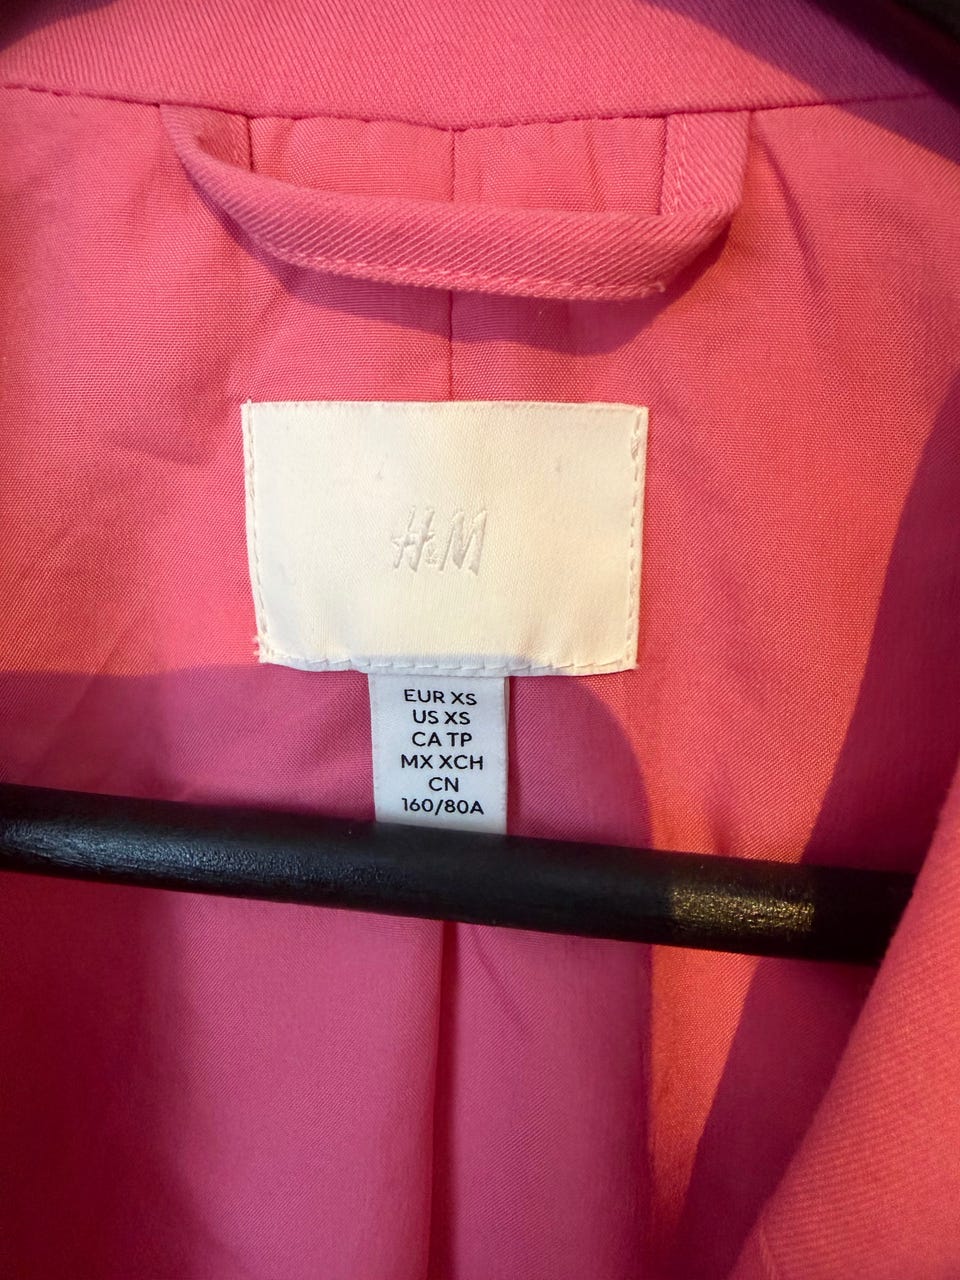 H&M
EUR XS
US XS
CA TP
MX XCH
CN
160/80A